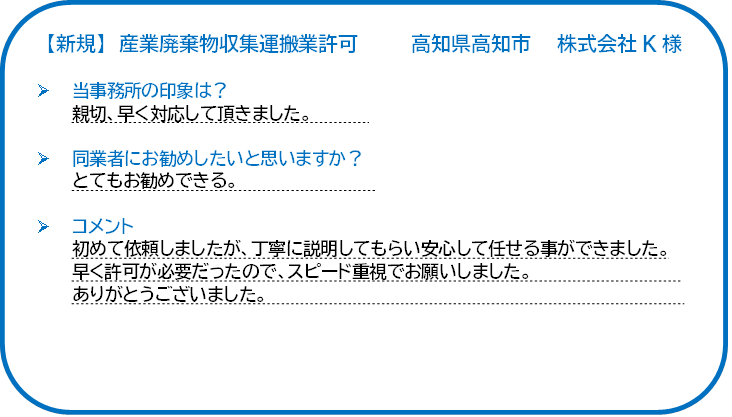 【新規】 産業廃棄物収集運搬業許可　　高知県高知市　株式会社K様
➢ 当事務所の印象は？
親切、早く対応して頂きました。
➢ 同業者にお勧めしたいと思いますか？
とてもお勧めできる。
➢ コメント
初めて依頼しましたが、丁寧に説明してもらい安心して任せる事ができました。
早く許可が必要だったので、スピード重視でお願いしました。
ありがとうございました。